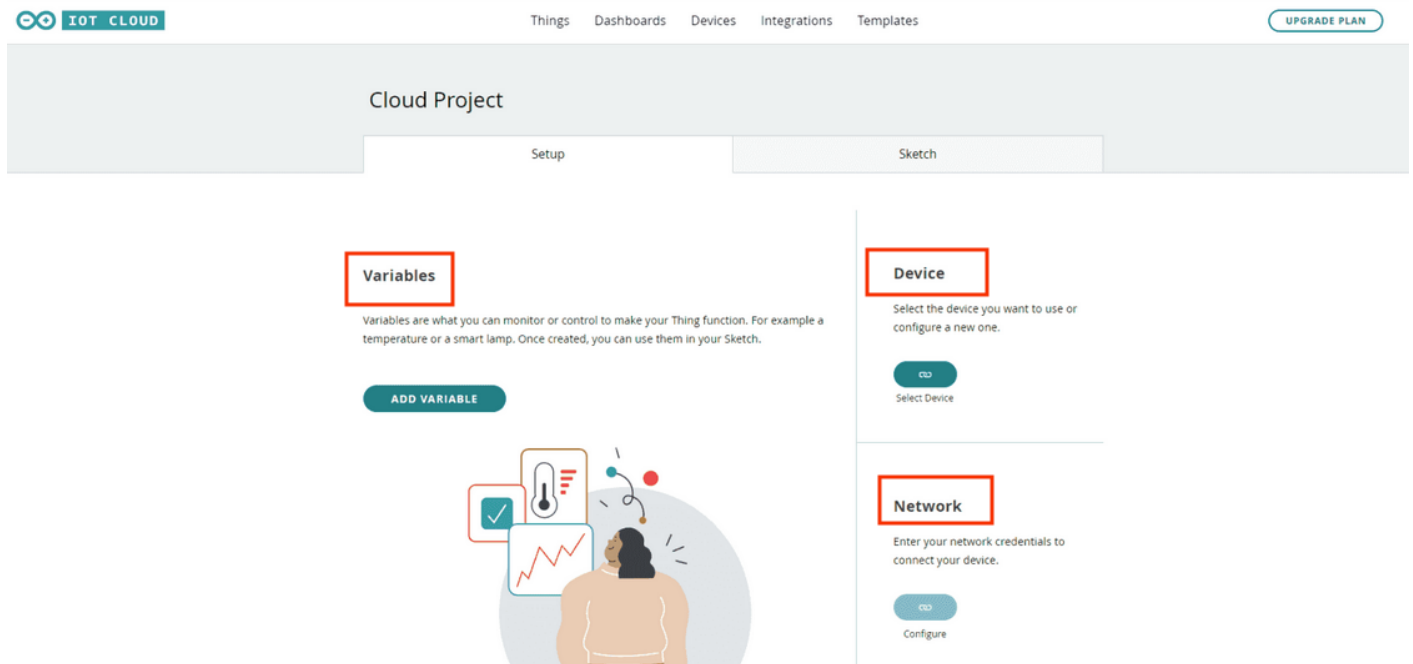 IOT CLOUD
Things Dashboards Devices Integrations Templates
UPGRADE PLAN
Cloud Project
Setup
Sketch
Variables
Variables are what you can monitor or control to make your Thing function. For example a
temperature or a smart lamp. Once created, you can use them in your Sketch.
ADD VARIABLE
Device
Select the device you want to use or
configure a new one.
Select Device
Network
Enter your network credentials to
connect your device.
Configure